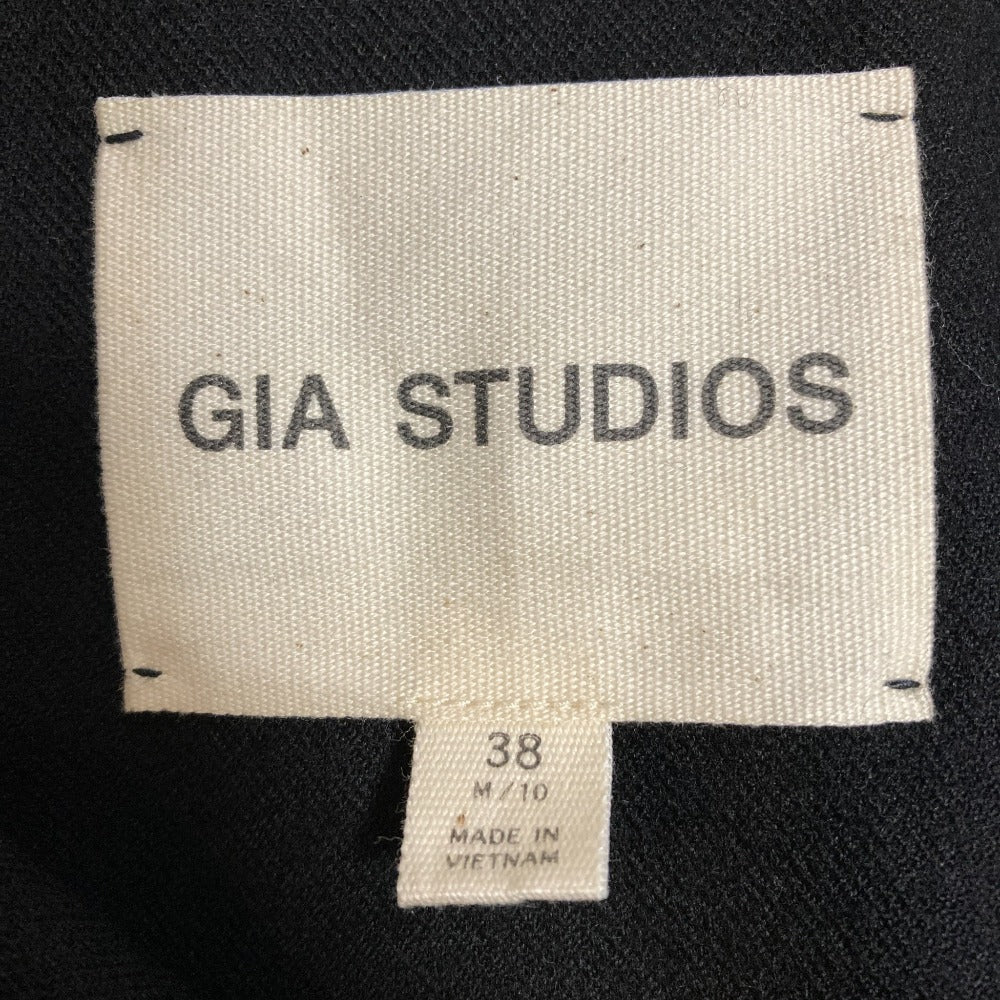 GIA STUDIOS
38
M/10
MADE IN
VIETNAM